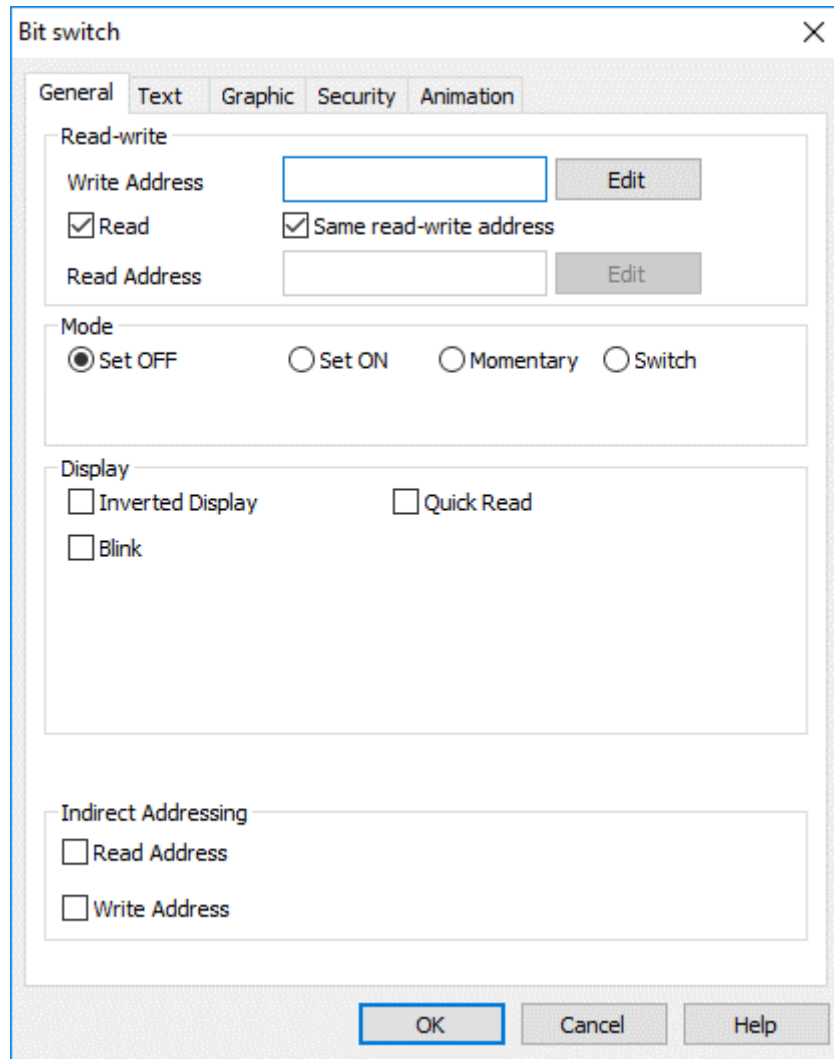 Bit switch
General Text Graphic Security Animation
Read-write
Write Address Edit
Read Same read-write address
Read Address Edit
Mode
Set OFF Set ON Momentary Switch
Display
Inverted Display Quick Read
Blink
Indirect Addressing
Read Address
Write Address
OK Cancel Help